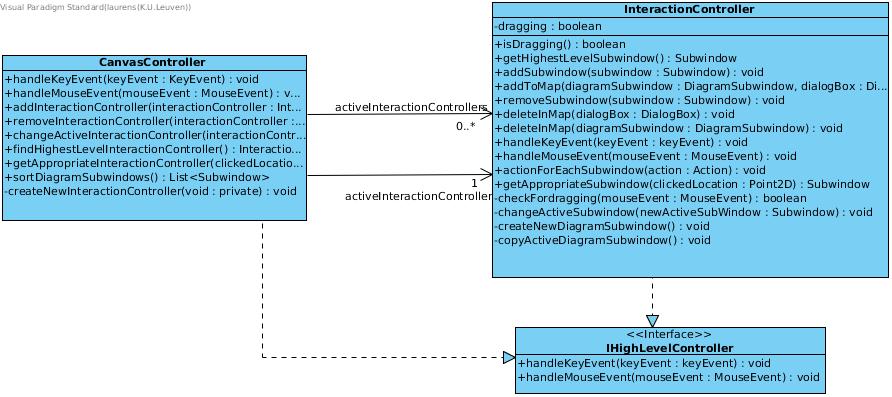 Visual Paradigm Standard(laurens(K.U.Leuven))
CanvasController
+handleKeyEvent(keyEvent : KeyEvent) : void
+handleMouseEvent(mouseEvent : MouseEvent) : v...
+addInteractionController(interactionController : Int...
+removeInteractionController(interactionController :...
+changeActiveInteractionController(interactionContr...
+findHighestLevelInteractionController() : Interactio...
+getAppropriateInteractionController(clickedLocatio...
+sortDiagramSubwindows() : List<Subwindow>
-createNewInteractionController(void : private) : void
activeInteractionControllers
0..*
1
activeInteractionController
InteractionController
-dragging : boolean
+isDragging() : boolean
+getHighestLevelSubwindow() : Subwindow
+addSubwindow(subwindow : Subwindow) : void
+addToMap(diagramSubwindow : DiagramSubwindow, dialogBox : Di...
+removeSubwindow(subwindow : Subwindow) : void
+deleteInMap(dialogBox : DialogBox) : void
+deleteInMap(diagramSubwindow : DiagramSubwindow) : void
+handleKeyEvent(keyEvent : keyEvent) : void
+handleMouseEvent(mouseEvent : MouseEvent) : void
+actionForEachSubwindow(action : Action) : void
+getAppropriateSubwindow(clickedLocation : Point2D) : Subwindow
-checkFordragging(mouseEvent : MouseEvent) : boolean
-changeActiveSubwindow(newActiveSubWindow : Subwindow) : void
-createNewDiagramSubwindow() : void
-copyActiveDiagramSubwindow() : void
<<Interface>>
IHighLevelController
+handleKeyEvent(keyEvent : keyEvent) : void
+handleMouseEvent(mouseEvent : MouseEvent) : void